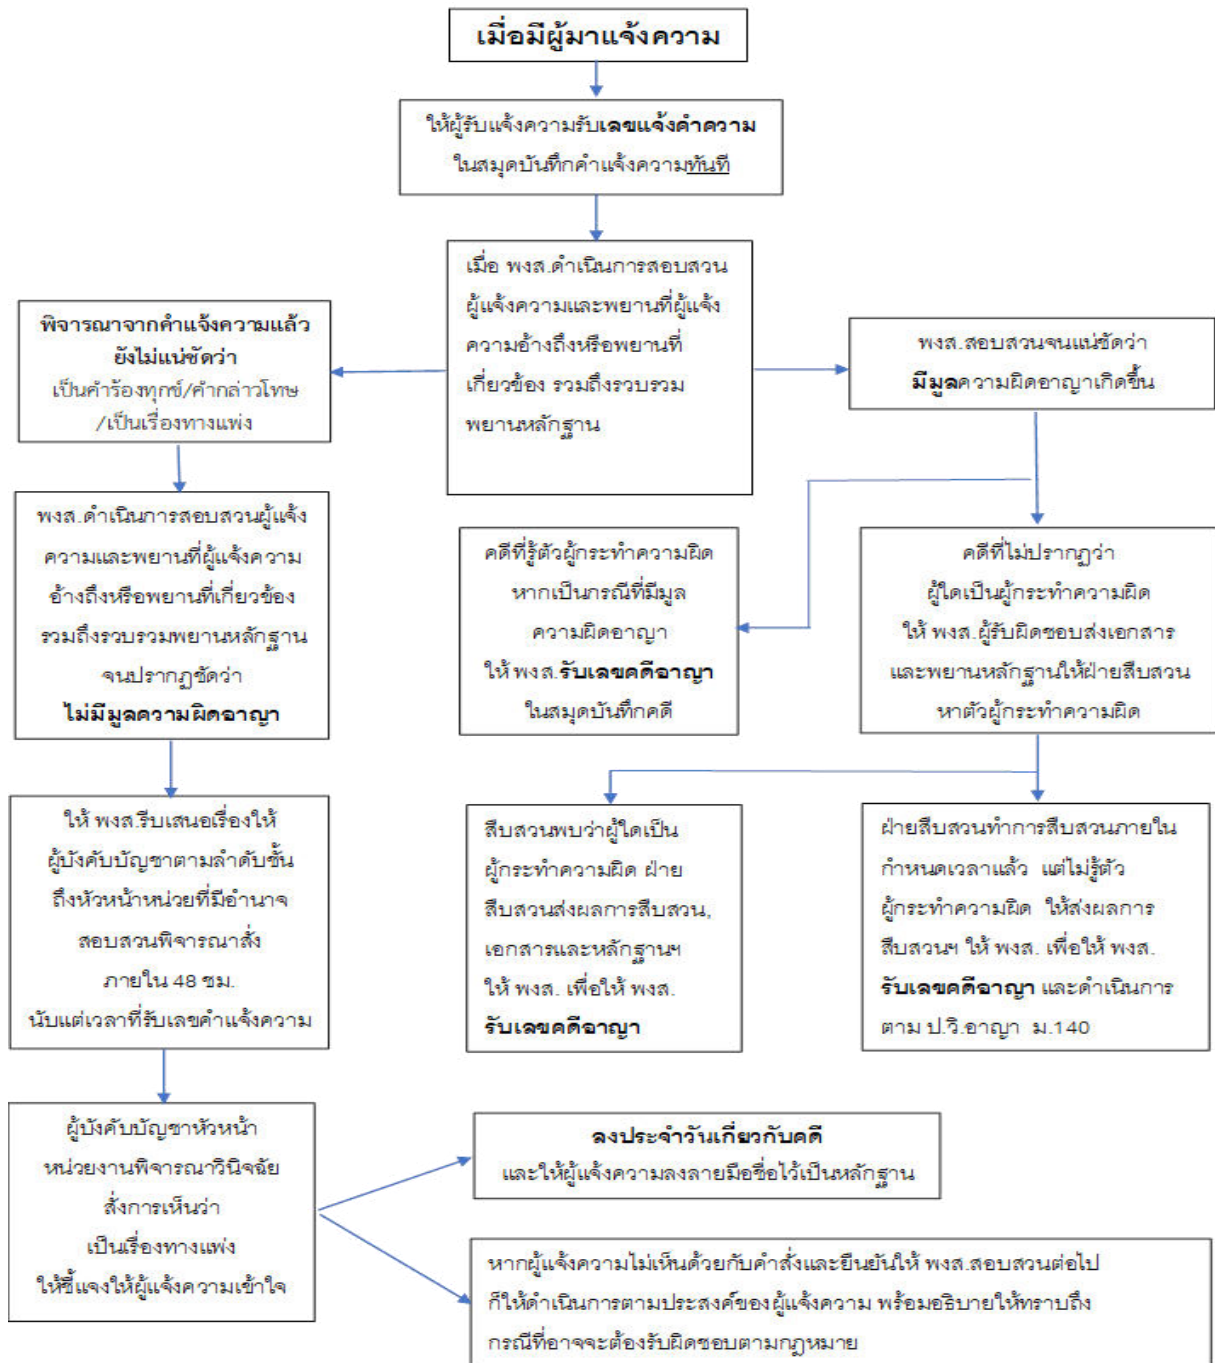 เมื่อมีผู้มาแจ้งความ
ให้ผู้รับแจ้งความรับเลขแจ้งคำความ
ในสมุดบันทึกคำแจ้งความทันที
เมื่อ พงส.ดำเนินการสอบสวน
ผู้แจ้งความและพยานที่ผู้แจ้ง
ความอ้างถึงหรือพยานที่
เกี่ยวข้อง รวมถึงรวบรวม
พยานหลักฐาน
พิจารณาจากคำแจ้งความแล้ว
ยังไม่แน่ชัดว่า
เป็นคำร้องทุกข์/คำกล่าวโทษ
/เป็นเรื่องทางแพ่ง
พงส.สอบสวนจนแน่ชัดว่า
มีมูลความผิดอาญาเกิดขึ้น
พงส.ดำเนินการสอบสวนผู้แจ้ง
ความและพยานที่ผู้แจ้งความ
อ้างถึงหรือพยานที่เกี่ยวข้อง
รวมถึงรวบรวมพยานหลักฐาน
จนปรากฏชัดว่า
ไม่มีมูลความผิดอาญา
คดีที่รู้ตัวผู้กระทำความผิด
หากเป็นกรณีที่มีมูล
ความผิดอาญา
ให้ พงส.รับเลขคดีอาญา
ในสมุดบันทึกคดี
คดีที่ไม่ปรากฏว่า
ผู้ใดเป็นผู้กระทำความผิด
ให้ พงส.ผู้รับผิดชอบส่งเอกสาร
และพยานหลักฐานให้ฝ่ายสืบสวน
หาตัวผู้กระทำความผิด
ให้ พงส.รีบเสนอเรื่องให้
ผู้บังคับบัญชาตามลำดับชั้น
ถึงหัวหน้าหน่วยที่มีอำนาจ
สอบสวนพิจารณาสั่ง
ภายใน 48 ชม.
นับแต่เวลาที่รับเลขคำแจ้งความ
สืบสวนพบว่าผู้ใดเป็น
ผู้กระทำความผิด ฝ่าย
สืบสวนส่งผลการสืบสวน,
เอกสารและหลักฐานฯ
ให้ พงส. เพื่อให้ พงส.
รับเลขคดีอาญา
ฝ่ายสืบสวนทำการสืบสวนภายใน
กำหนดเวลาแล้ว แต่ไม่รู้ตัว
ผู้กระทำความผิด ให้ส่งผลการ
สืบสวนฯ ให้ พงส. เพื่อให้ พงส.
รับเลขคดีอาญา และดำเนินการ
ตาม ป.วิ.อาญา ม.140
ผู้บังคับบัญชาหัวหน้า
หน่วยงานพิจารณาวินิจฉัย
สั่งการเห็นว่า
เป็นเรื่องทางแพ่ง
ให้ชี้แจงให้ผู้แจ้งความเข้าใจ
ลงประจำวันเกี่ยวกับคดี
และให้ผู้แจ้งความลงลายมือชื่อไว้เป็นหลักฐาน
หากผู้แจ้งความไม่เห็นด้วยกับคำสั่งและยืนยันให้ พงส.สอบสวนต่อไป
ก็ให้ดำเนินการตามประสงค์ของผู้แจ้งความ พร้อมอธิบายให้ทราบถึง
กรณีที่อาจจะต้องรับผิดชอบตามกฎหมาย